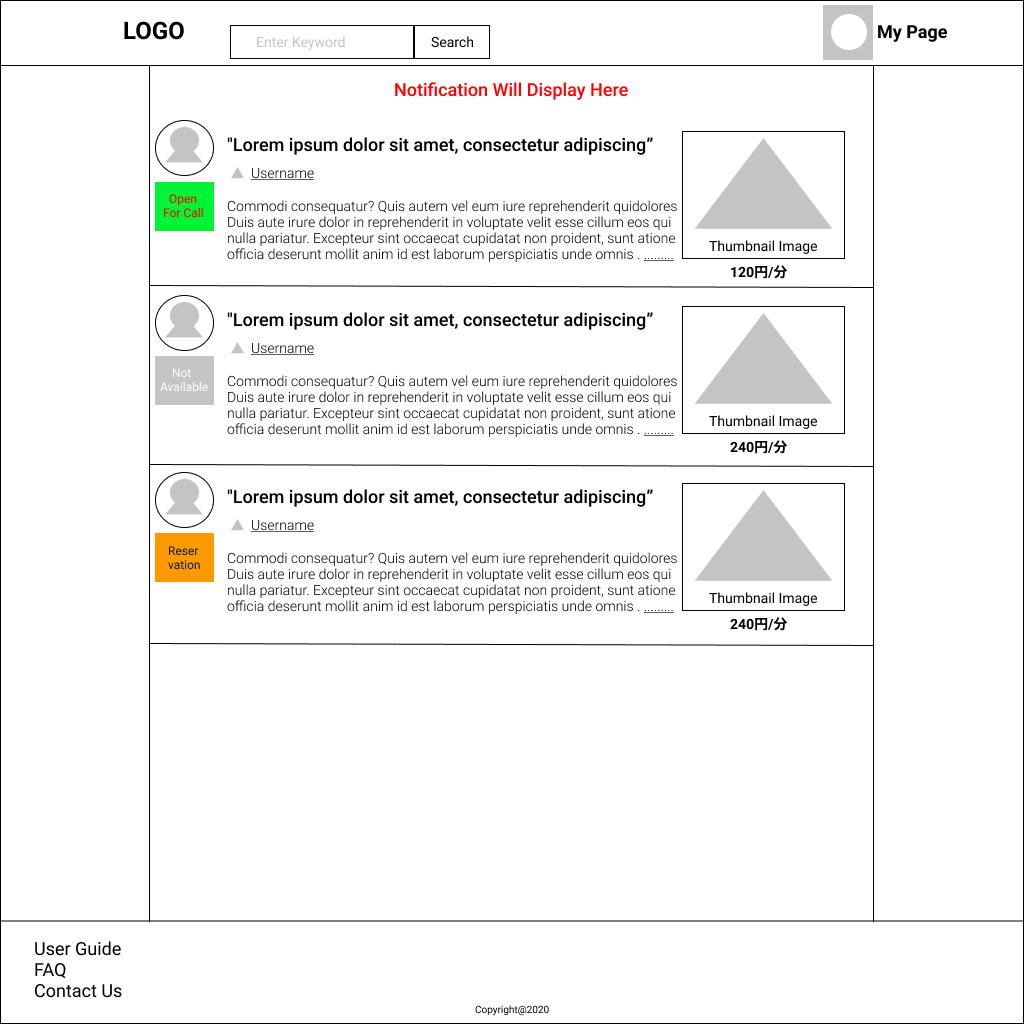 LOGO
Enter Keyword
Search
My Page
Notification Will Display Here
"Lorem ipsum dolor sit amet, consectetur adipiscing”
Username
Open
For Call
Commodi consequatur? Quis autem vel eum iure reprehenderit quidolores
Duis aute irure dolor in reprehenderit in voluptate velit esse cillum eos qui
nulla pariatur. Excepteur sint occaecat cupidatat non proident, sunt atione
officia deserunt mollit anim id est laborum perspiciatis unde omnis . .........
Thumbnail Image
120円/分
"Lorem ipsum dolor sit amet, consectetur adipiscing”
Username
Not
Available
Commodi consequatur? Quis autem vel eum iure reprehenderit quidolores
Duis aute irure dolor in reprehenderit in voluptate velit esse cillum eos qui
nulla pariatur. Excepteur sint occaecat cupidatat non proident, sunt atione
officia deserunt mollit anim id est laborum perspiciatis unde omnis . .........
Thumbnail Image
240円/分
"Lorem ipsum dolor sit amet, consectetur adipiscing”
Username
Reser
vation
Commodi consequatur? Quis autem vel eum iure reprehenderit quidolores
Duis aute irure dolor in reprehenderit in voluptate velit esse cillum eos qui
nulla pariatur. Excepteur sint occaecat cupidatat non proident, sunt atione
officia deserunt mollit anim id est laborum perspiciatis unde omnis . .........
Thumbnail Image
240円/分
User Guide
FAQ
Contact Us
Copyright@2020